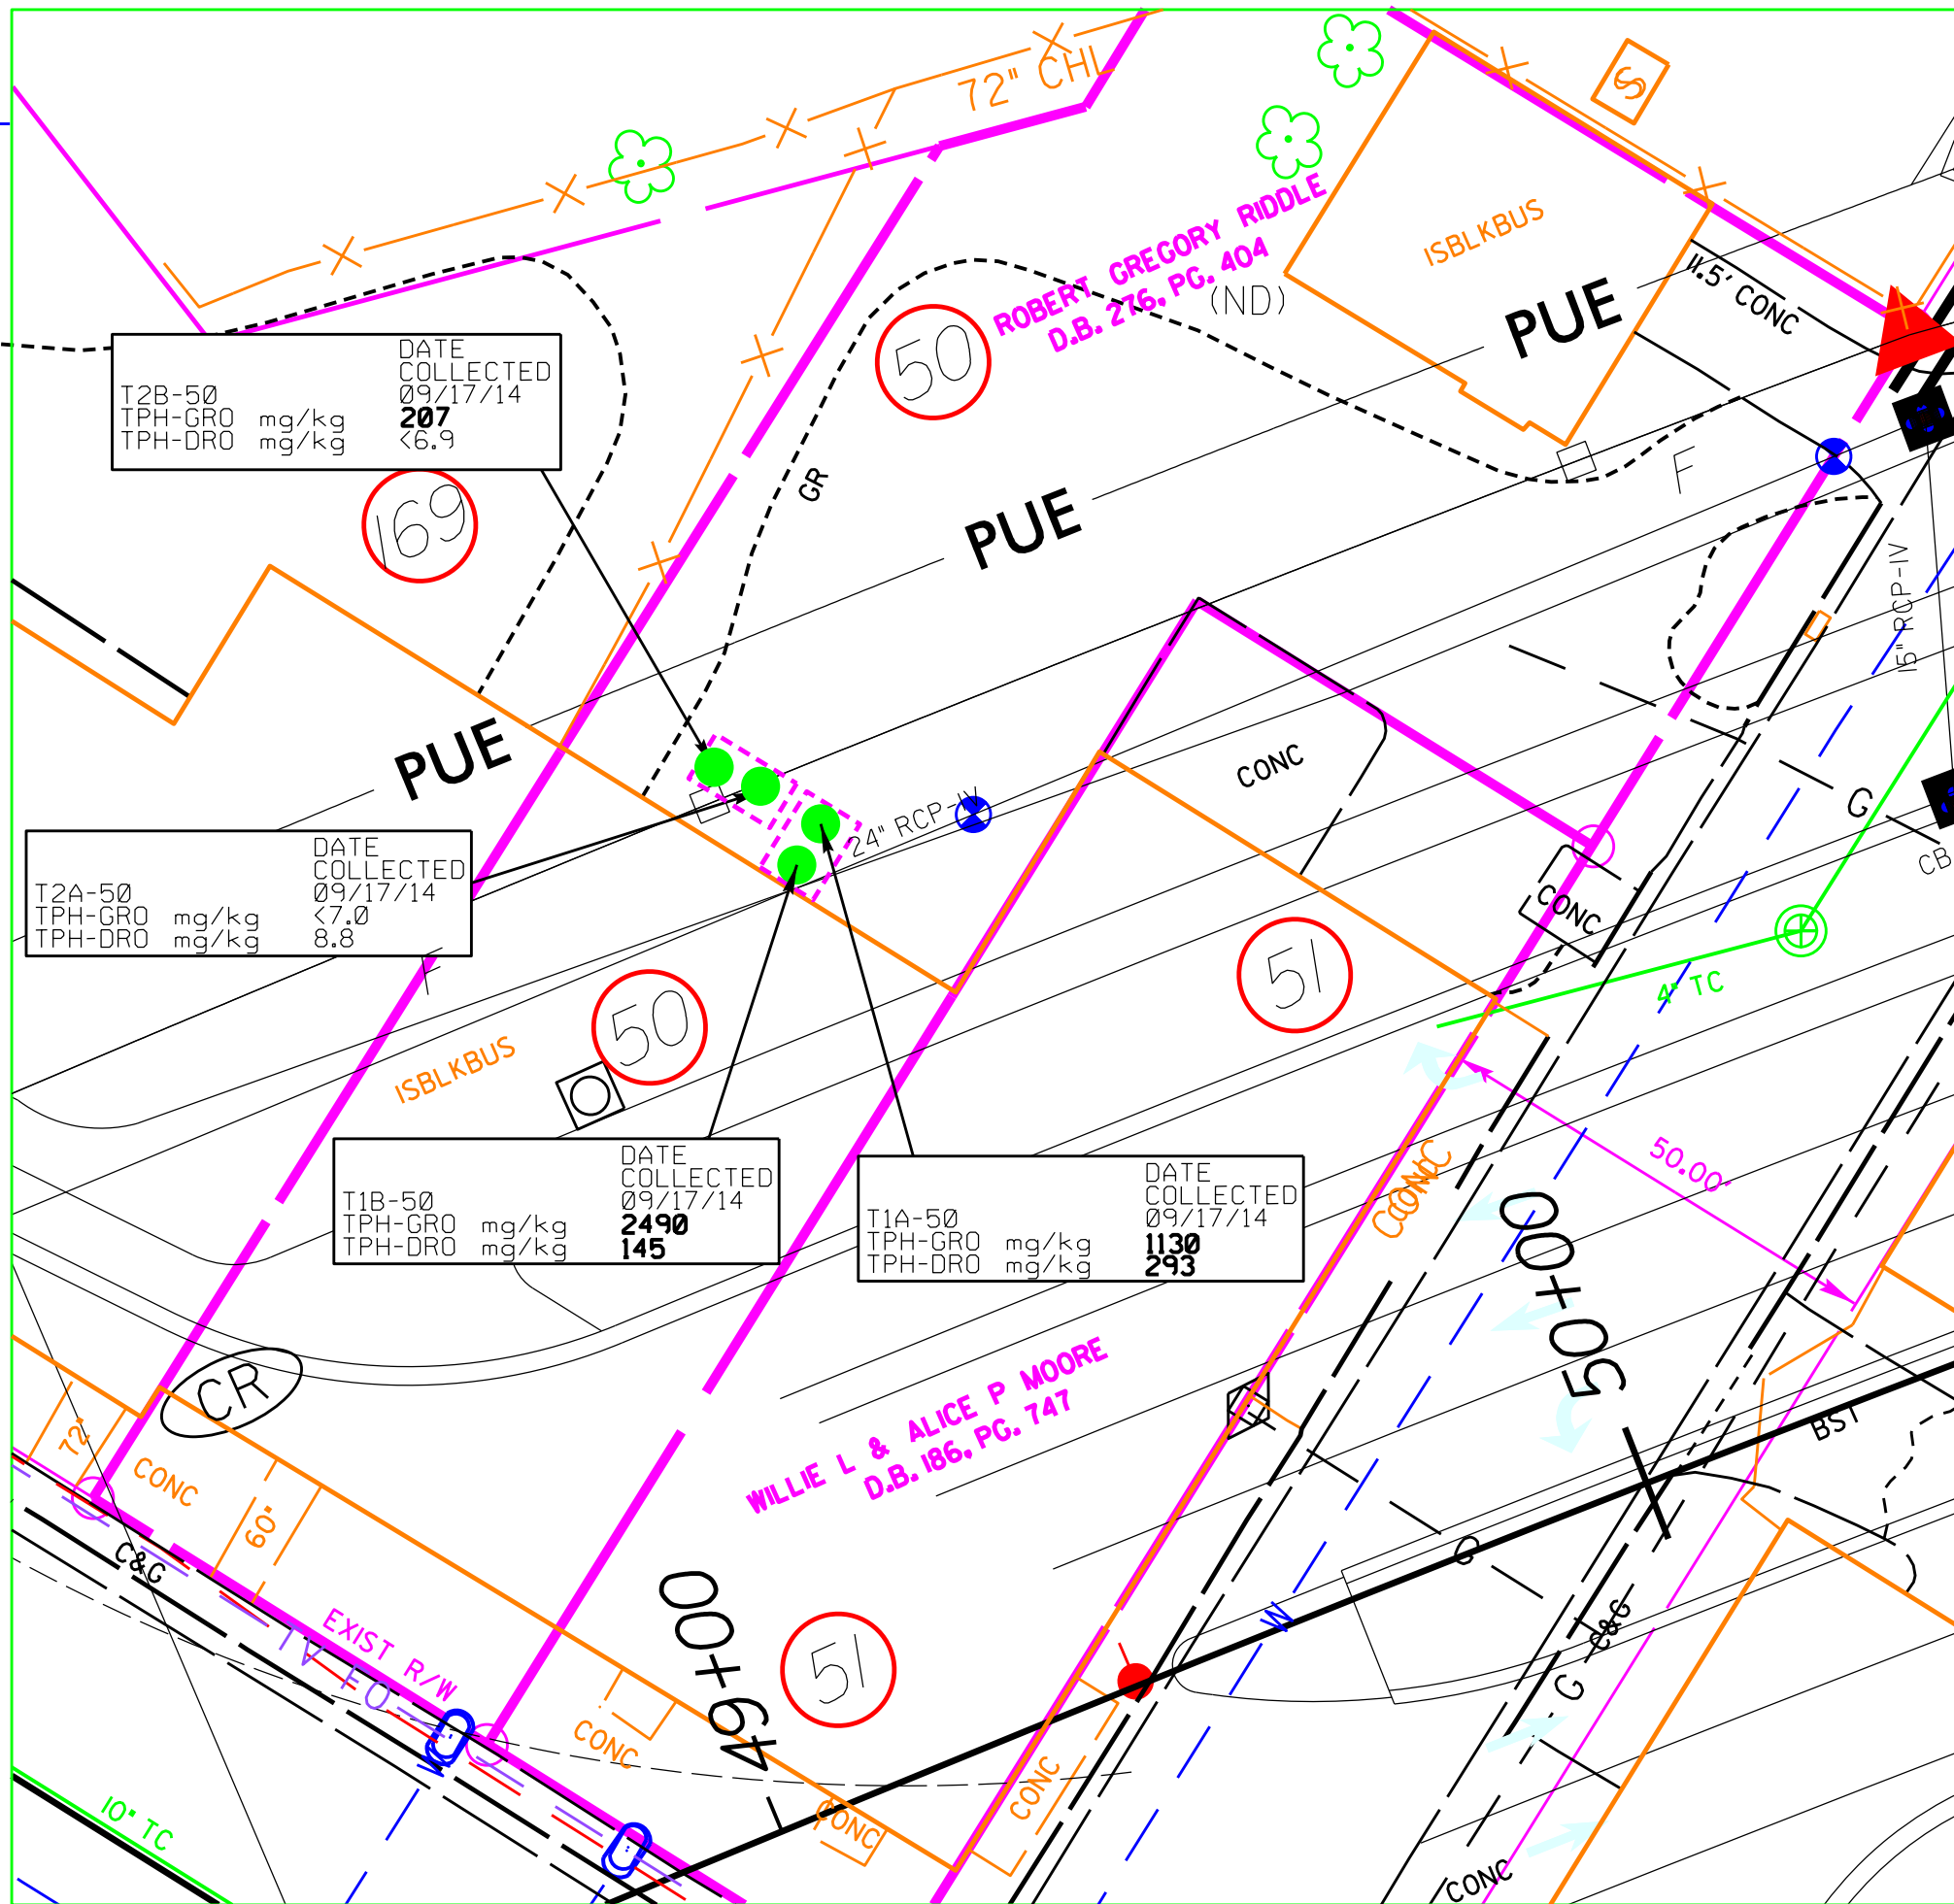 72" CHL
S
ISBLKBUS
ROBERT GREGORY RIDDLE
D.B. 276, PG. 404
(ND)
PUE
11.5' CONC
50
DATE
COLLECTED
T2B-50 09/17/14
TPH-GRO mg/kg 207
TPH-DRO mg/kg <6.9
GR
F
169
PUE
15" RCP-IV
PUE
CONC
G
24" RCP-IV
CB
DATE
COLLECTED
T2A-50 09/17/14
TPH-GRO mg/kg <7.0
TPH-DRO mg/kg 8.8
CONC
F
51
4" TC
50
ISBLKBUS
DATE
COLLECTED
T1B-50 09/17/14
TPH-GRO mg/kg 2490
TPH-DRO mg/kg 145
DATE
COLLECTED
T1A-50 09/17/14
TPH-GRO mg/kg 1130
TPH-DRO mg/kg 293
CONC
50.00'
50+00
CR
WILLIE L & ALICE P MOORE
D.B. 186, PG. 747
72"
CONC
60"
BST
C&G
G
EXIST R/W
TV FO
49+00
51
W
C&G
G
CONC
W
CONC
CONC
10" TC
CONC